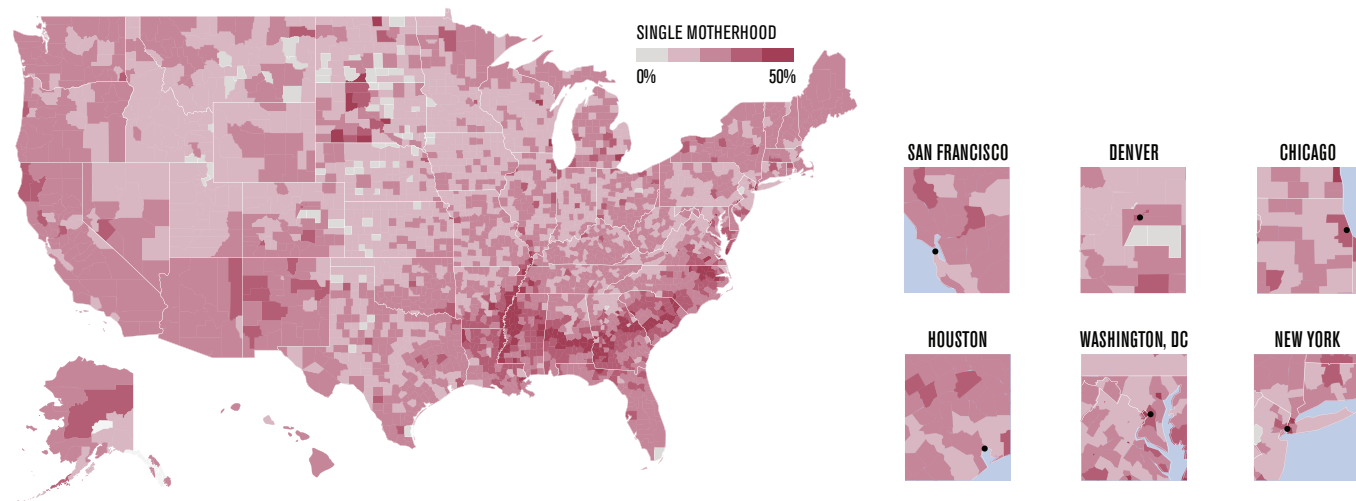 SINGLE MOTHERHOOD
0% 50%
SAN FRANCISCO
DENVER
CHICAGO
HOUSTON
WASHINGTON, DC
NEW YORK